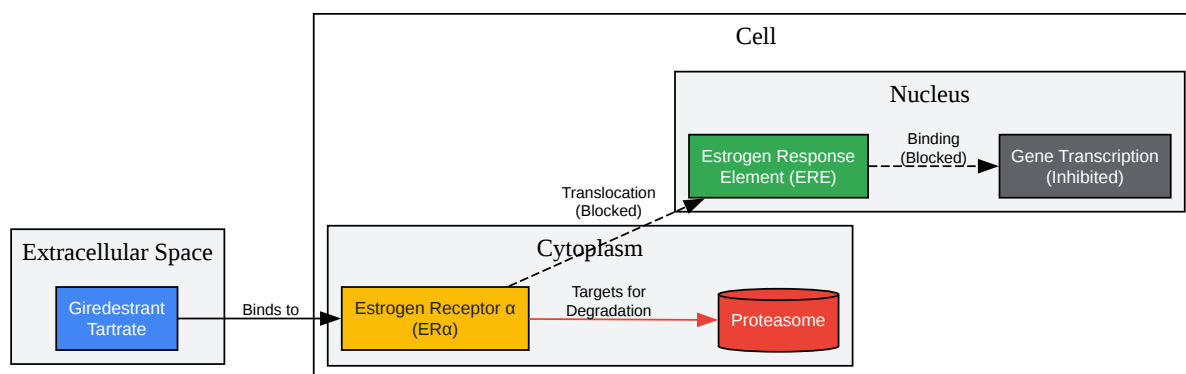 Cell
Nucleus
Estrogen Response
Element (ERE)
Binding
(Blocked)
Gene Transcription
(Inhibited)
Translocation
(Blocked)
Extracellular Space
Giredestrant
Tartrate
Binds to
Cytoplasm
Estrogen Receptor α
(ERα)
Targets for
Degradation
Proteasome